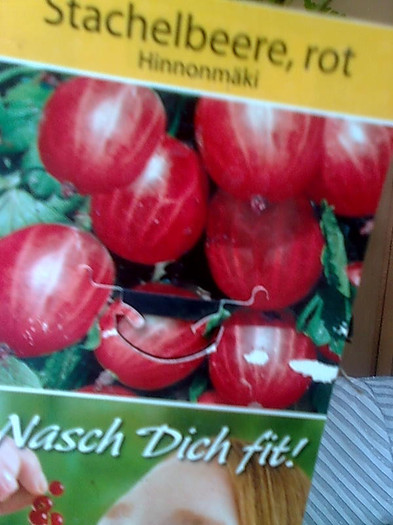 Stachelbeere, rot
Hinnonmäki
Nasch Dich fit!